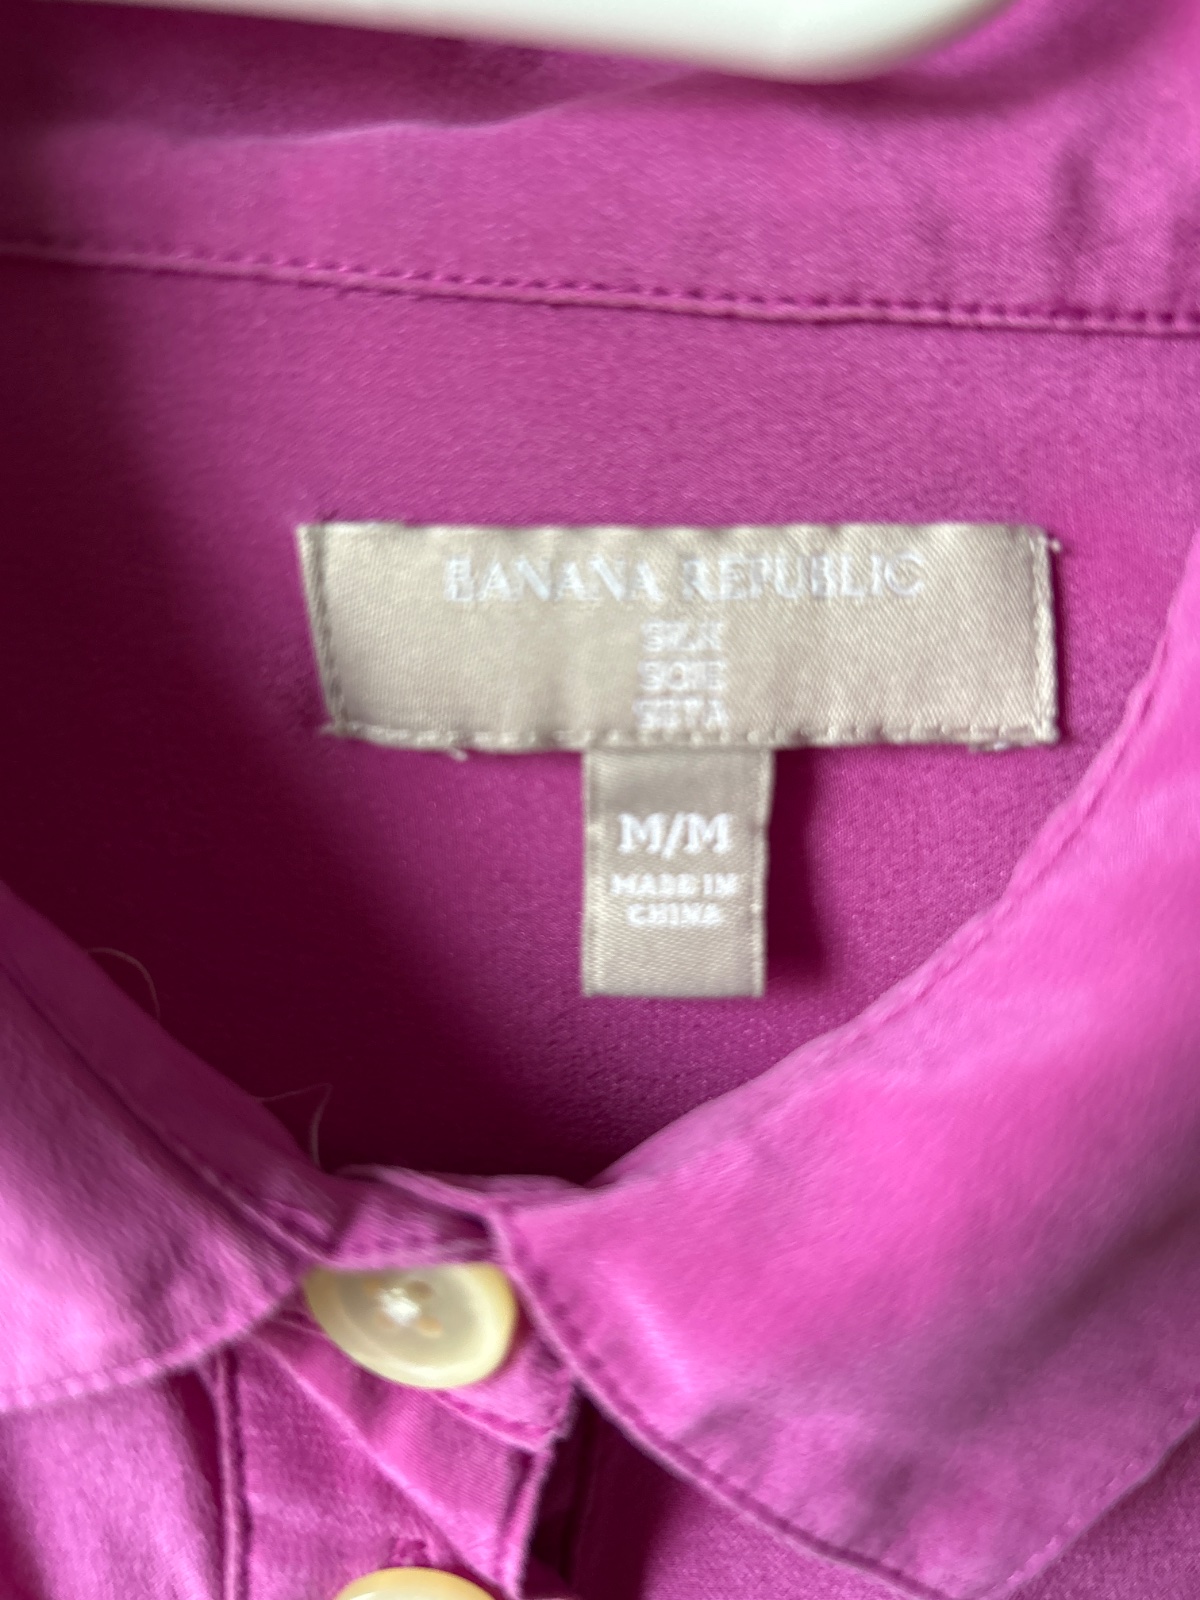 BANANA REPUBLIC
SILK
SOIE
SETA
M/M
MADE IN
CHINA